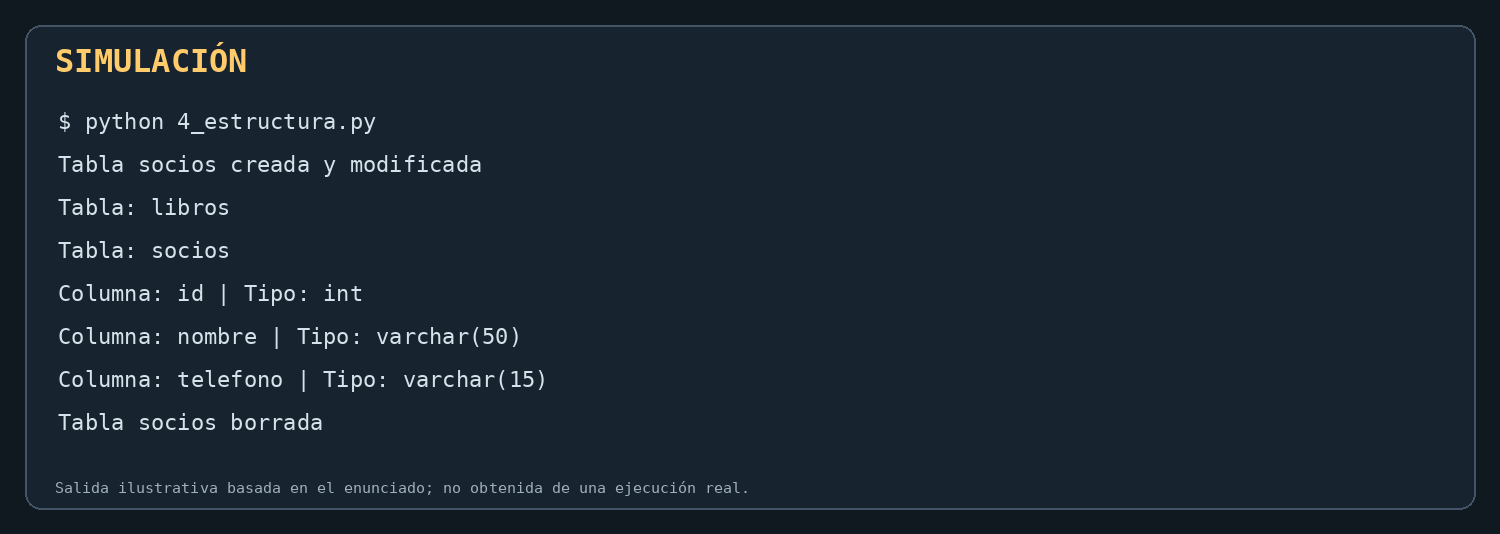 SIMULACIÓN
$ python 4_estructura.py
Tabla socios creada y modificada
Tabla: libros
Tabla: socios
Columna: id | Tipo: int
Columna: nombre | Tipo: varchar(50)
Columna: telefono | Tipo: varchar(15)
Tabla socios borrada
Salida ilustrativa basada en el enunciado; no obtenida de una ejecución real.